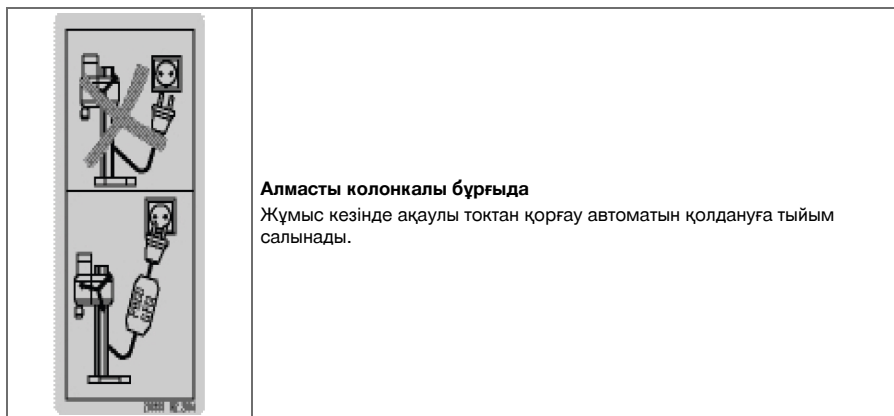 Алмасты колонкалы бұрғыда
Жұмыс кезінде ақаулы токтан қорғау автоматын қолдануға тыйым
салынады.